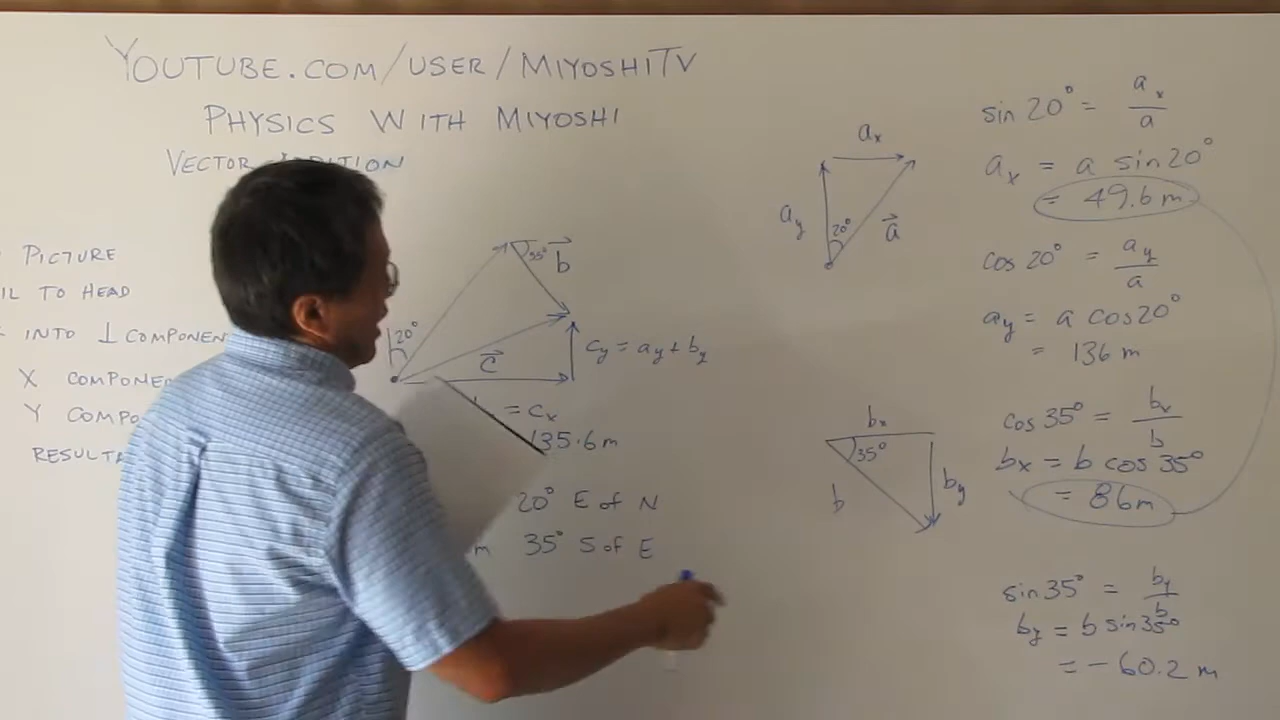 YOUTUBE.COM/USER/MIYOSHITV
PHYSICS WITH MIYOSHI
VECTOR ADDITION
PICTURE
IL TO HEAD
INTO ⊥ COMPONEN
X COMPONE
Y COMPO
RESULTA
20°
35°
b⃗
c⃗
cy = ay + by
= cx
135.6 m
20° E of N
m 35° S of E
ax
ay
20°
a⃗
bx
35°
b
by
sin 20° = ax/a
ax = a sin 20°
= 49.6 m
cos 20° = ay/a
ay = a cos 20°
= 136 m
cos 35° = bx/b
bx = b cos 35°
= 86 m
sin 35° = by/b
by = b sin 35°
= -60.2 m